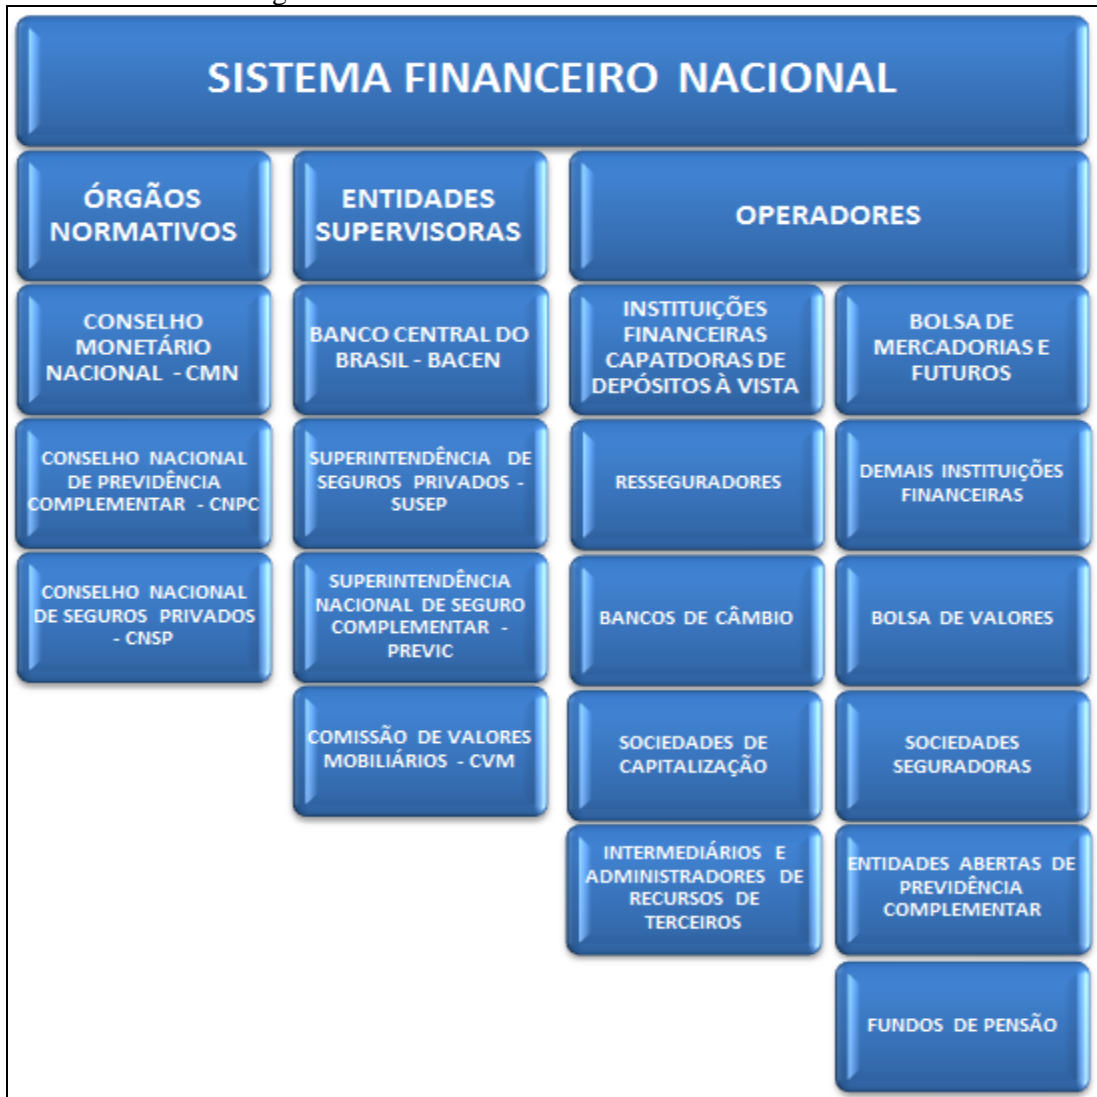 SISTEMA FINANCEIRO NACIONAL
ÓRGÃOS
NORMATIVOS
ENTIDADES
SUPERVISORAS
OPERADORES
CONSELHO
MONETÁRIO
NACIONAL - CMN
BANCO CENTRAL DO
BRASIL - BACEN
INSTITUIÇÕES
FINANCEIRAS
CAPATDORAS DE
DEPÓSITOS À VISTA
BOLSA DE
MERCADORIAS E
FUTUROS
CONSELHO NACIONAL
DE PREVIDÊNCIA
COMPLEMENTAR - CNPC
SUPERINTENDÊNCIA DE
SEGUROS PRIVADOS -
SUSEP
RESSEGURADORES
DEMAIS INSTITUIÇÕES
FINANCEIRAS
CONSELHO NACIONAL
DE SEGUROS PRIVADOS
- CNSP
SUPERINTENDÊNCIA
NACIONAL DE SEGURO
COMPLEMENTAR -
PREVIC
BANCOS DE CÂMBIO
BOLSA DE VALORES
COMISSÃO DE VALORES
MOBILIÁRIOS - CVM
SOCIEDADES DE
CAPITALIZAÇÃO
SOCIEDADES
SEGURADORAS
INTERMEDIÁRIOS E
ADMINISTRADORES DE
RECURSOS DE
TERCEIROS
ENTIDADES ABERTAS DE
PREVIDÊNCIA
COMPLEMENTAR
FUNDOS DE PENSÃO